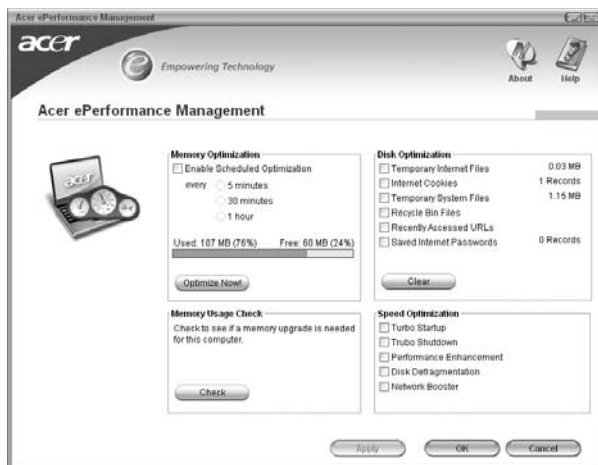 Acer ePerformance Management
acer
e Empowering Technology
About
Help
Acer ePerformance Management
Memory Optimization
Enable Scheduled Optimization
every 5 minutes
30 minutes
1 hour
Used: 187 MB (76%) Free: 60 MB (24%)
Optimize Now!
Memory Usage Check
Check to see if a memory upgrade is needed
for this computer.
Check
Disk Optimization
Temporary Internet Files 0.03 MB
Internet Cookies 1 Records
Temporary System Files 1.15 MB
Recycle Bin Files
Recently Accessed URLs
Saved Internet Passwords 0 Records
Clear
Speed Optimization
Turbo Startup
Trubo Shutdown
Performance Enhancement
Disk Defragmentation
Network Booster
Apply
OK
Cancel
acer